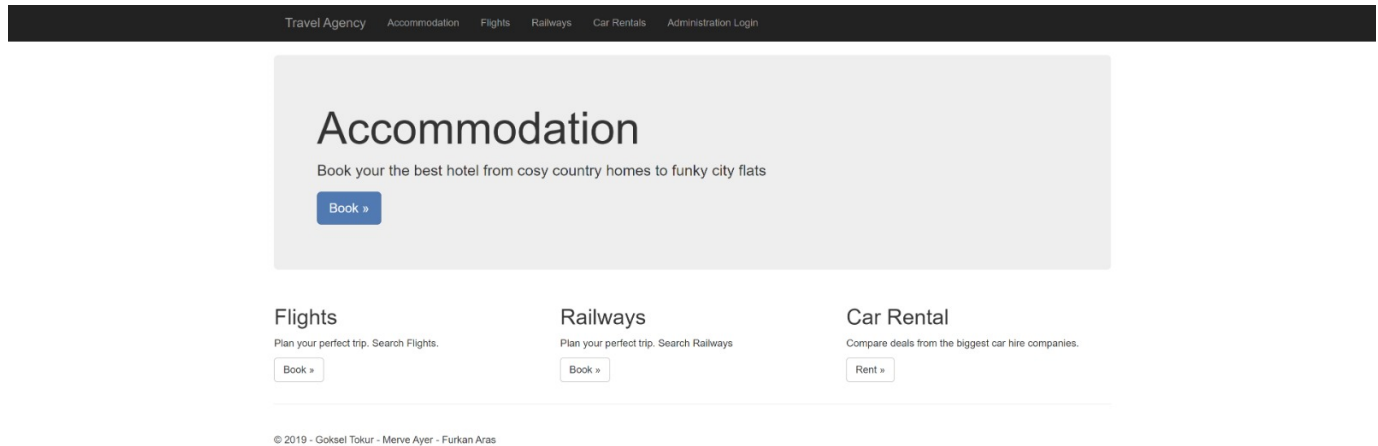 Travel Agency Accommodation Flights Railways Car Rentals Administration Login
Accommodation
Book your the best hotel from cosy country homes to funky city flats
Book »
Flights
Plan your perfect trip. Search Flights.
Book »
Railways
Plan your perfect trip. Search Railways
Book »
Car Rental
Compare deals from the biggest car hire companies.
Rent »
© 2019 - Goksel Tokur - Merve Ayer - Furkan Aras